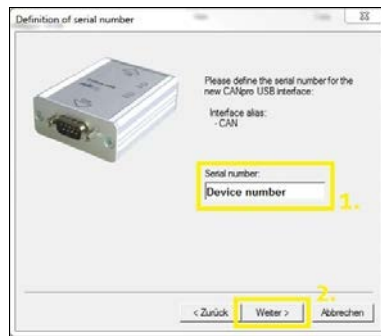 Definition of serial number
Please define the serial number for the
new CANpro USB interface:
Interface alias:
- CAN
Serial number:
Device number
1.
2.
< Zurück
Weiter >
Abbrechen